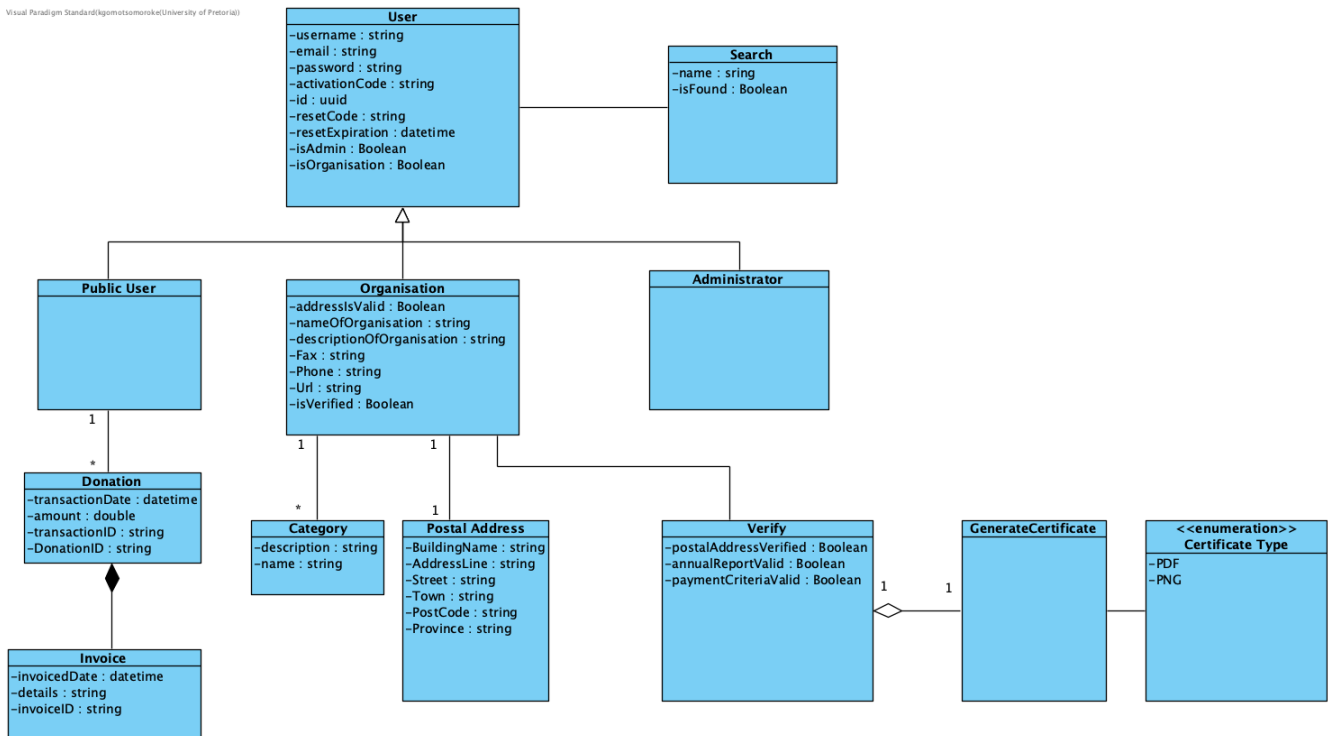 Visual Paradigm Standard(kgomotsomoroke(University of Pretoria))
User
-username : string
-email : string
-password : string
-activationCode : string
-id : uuid
-resetCode : string
-resetExpiration : datetime
-isAdmin : Boolean
-isOrganisation : Boolean
Search
-name : sring
-isFound : Boolean
Public User
Organisation
-addressIsValid : Boolean
-nameOfOrganisation : string
-descriptionOfOrganisation : string
-Fax : string
-Phone : string
-Url : string
-isVerified : Boolean
Administrator
1
*
1
*
1
1
Donation
-transactionDate : datetime
-amount : double
-transactionID : string
-DonationID : string
Category
-description : string
-name : string
Postal Address
-BuildingName : string
-AddressLine : string
-Street : string
-Town : string
-PostCode : string
-Province : string
Verify
-postalAddressVerified : Boolean
-annualReportValid : Boolean
-paymentCriteriaValid : Boolean
1
1
GenerateCertificate
<<enumeration>>
Certificate Type
-PDF
-PNG
Invoice
-invoicedDate : datetime
-details : string
-invoiceID : string